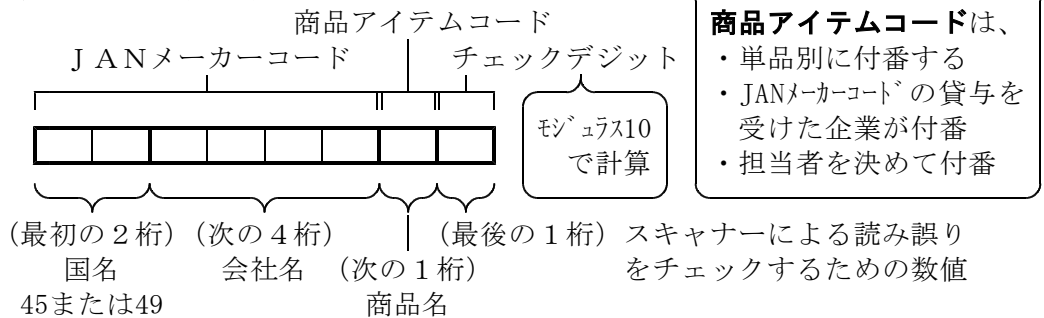 商品アイテムコード
ＪＡＮメーカーコード
チェックデジット
ﾓｼﾞｭﾗｽ10
で計算
商品アイテムコードは、
・単品別に付番する
・JANﾒｰｶｰｺｰﾄﾞの貸与を
受けた企業が付番
・担当者を決めて付番
(最初の２桁)
国名
45または49
(次の４桁)
会社名
(次の１桁)
商品名
(最後の１桁)
スキャナーによる読み誤り
をチェックするための数値